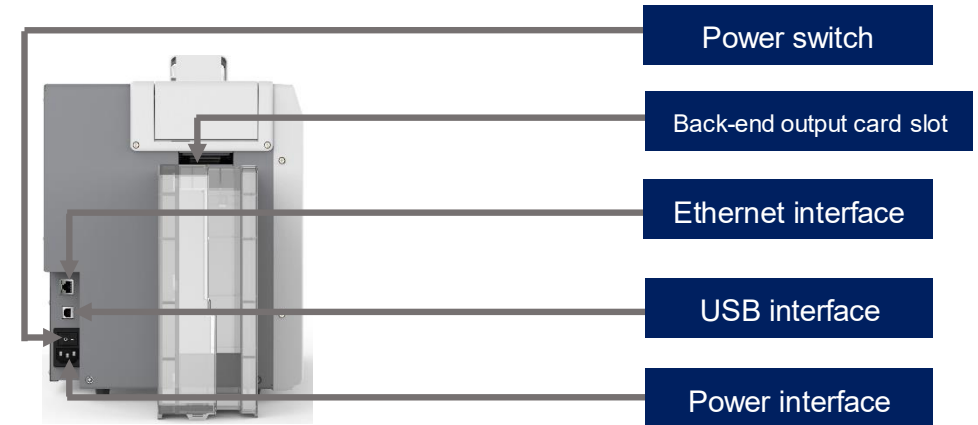 Power switch
Back-end output card slot
Ethernet interface
USB interface
Power interface